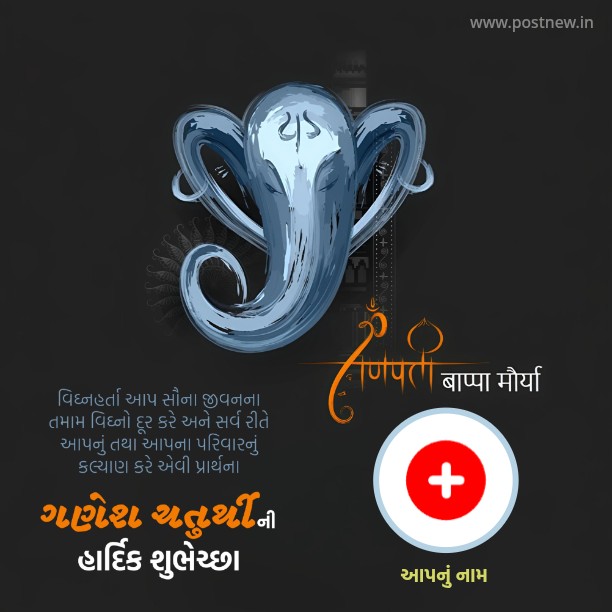 www.postnew.in
गणपती बाप्पा मौर्या
વિઘ્નહર્તા આપ સૌના જીવનના
તમામ વિઘ્નો દૂર કરે અને સર્વ રીતે
આપનું તથા આપના પરિવારનું
કલ્યાણ કરે એવી પ્રાર્થના
ગણેશ ચતુર્થીની
હાર્દિક શુભેચ્છા
આપનું નામ